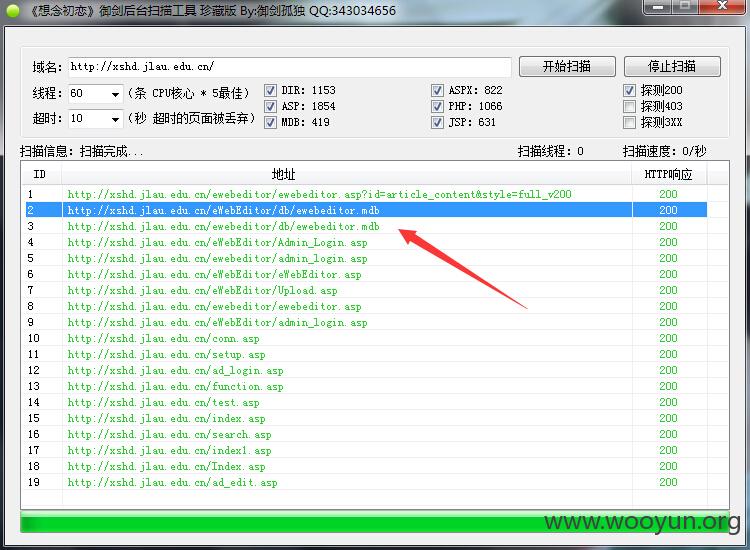 《想念初恋》御剑后台扫描工具 珍藏版 By:御剑孤独 QQ:343034656
域名: http://xshd.jlau.edu.cn/ 开始扫描 停止扫描
线程: 60 (条 CPU核心 * 5最佳) DIR: 1153 ASPX: 822 探测200
ASP: 1854 PHP: 1066 探测403
超时: 10 (秒 超时的页面被丢弃) MDB: 419 JSP: 631 探测3XX
扫描信息: 扫描完成... 扫描线程: 0 扫描速度: 0/秒
ID 地址 HTTP响应
1 http://xshd.jlau.edu.cn/ewebeditor/ewebeditor.asp?id=article_content&style=full_v200 200
2 http://xshd.jlau.edu.cn/eWebEditor/db/ewebeditor.mdb 200
3 http://xshd.jlau.edu.cn/ewebeditor/db/ewebeditor.mdb 200
4 http://xshd.jlau.edu.cn/eWebEditor/Admin_Login.asp 200
5 http://xshd.jlau.edu.cn/ewebeditor/admin_login.asp 200
6 http://xshd.jlau.edu.cn/eWebEditor/eWebEditor.asp 200
7 http://xshd.jlau.edu.cn/eWebEditor/Upload.asp 200
8 http://xshd.jlau.edu.cn/ewebeditor/ewebeditor.asp 200
9 http://xshd.jlau.edu.cn/eWebEditor/admin_login.asp 200
10 http://xshd.jlau.edu.cn/conn.asp 200
11 http://xshd.jlau.edu.cn/setup.asp 200
12 http://xshd.jlau.edu.cn/ad_login.asp 200
13 http://xshd.jlau.edu.cn/function.asp 200
14 http://xshd.jlau.edu.cn/test.asp 200
15 http://xshd.jlau.edu.cn/index.asp 200
16 http://xshd.jlau.edu.cn/search.asp 200
17 http://xshd.jlau.edu.cn/index1.asp 200
18 http://xshd.jlau.edu.cn/Index.asp 200
19 http://xshd.jlau.edu.cn/ad_edit.asp 200
www.wooyun.org